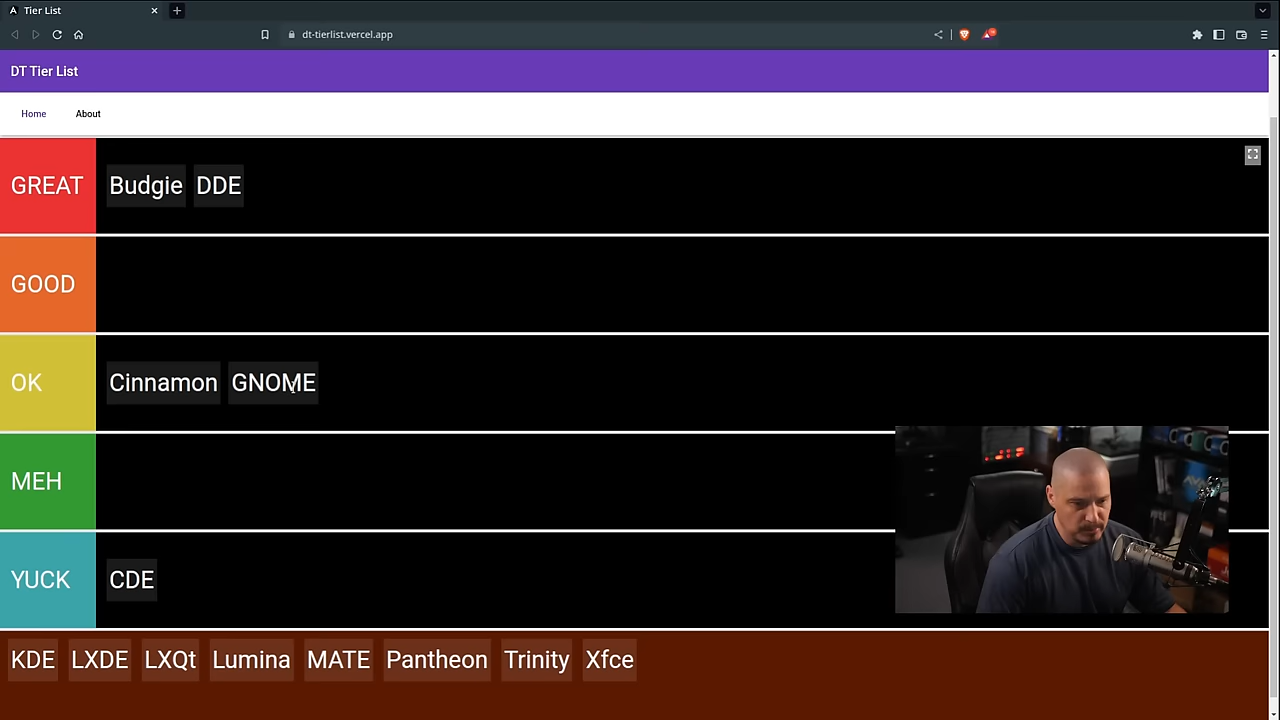 Tier List
dt-tierlist.vercel.app
DT Tier List
Home About
GREAT Budgie DDE
GOOD
OK Cinnamon GNOME
MEH
YUCK CDE
KDE LXDE LXQt Lumina MATE Pantheon Trinity Xfce